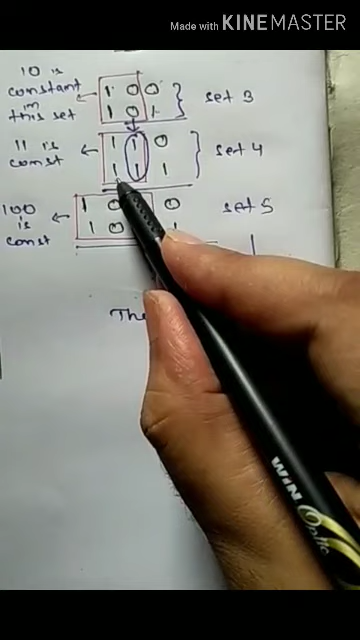 Made with KINEMASTER
10 is
constant
in
this set
1 0 0
1 0 1
set 3
11 is
const
1 1 0
1 1 1
set 4
100
is
const
1 0 0
1 0 1
set 5
The
WIN